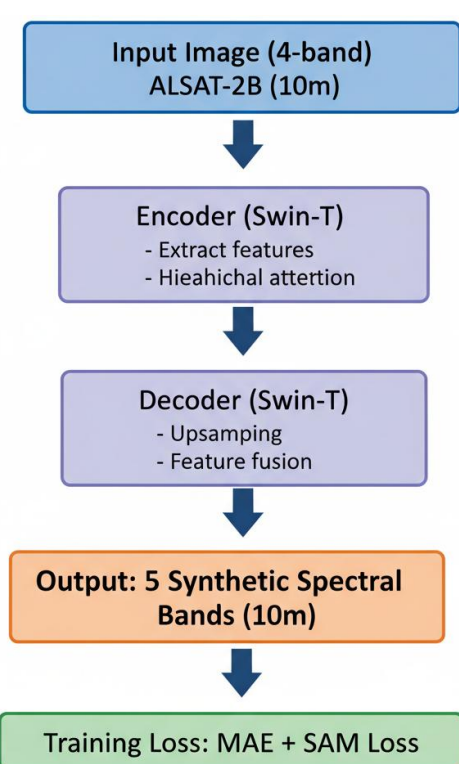 Input Image (4-band)
ALSAT-2B (10m)
Encoder (Swin-T)
- Extract features
- Hieahichal attertion
Decoder (Swin-T)
- Upsamping
- Feature fusion
Output: 5 Synthetic Spectral
Bands (10m)
Training Loss: MAE + SAM Loss